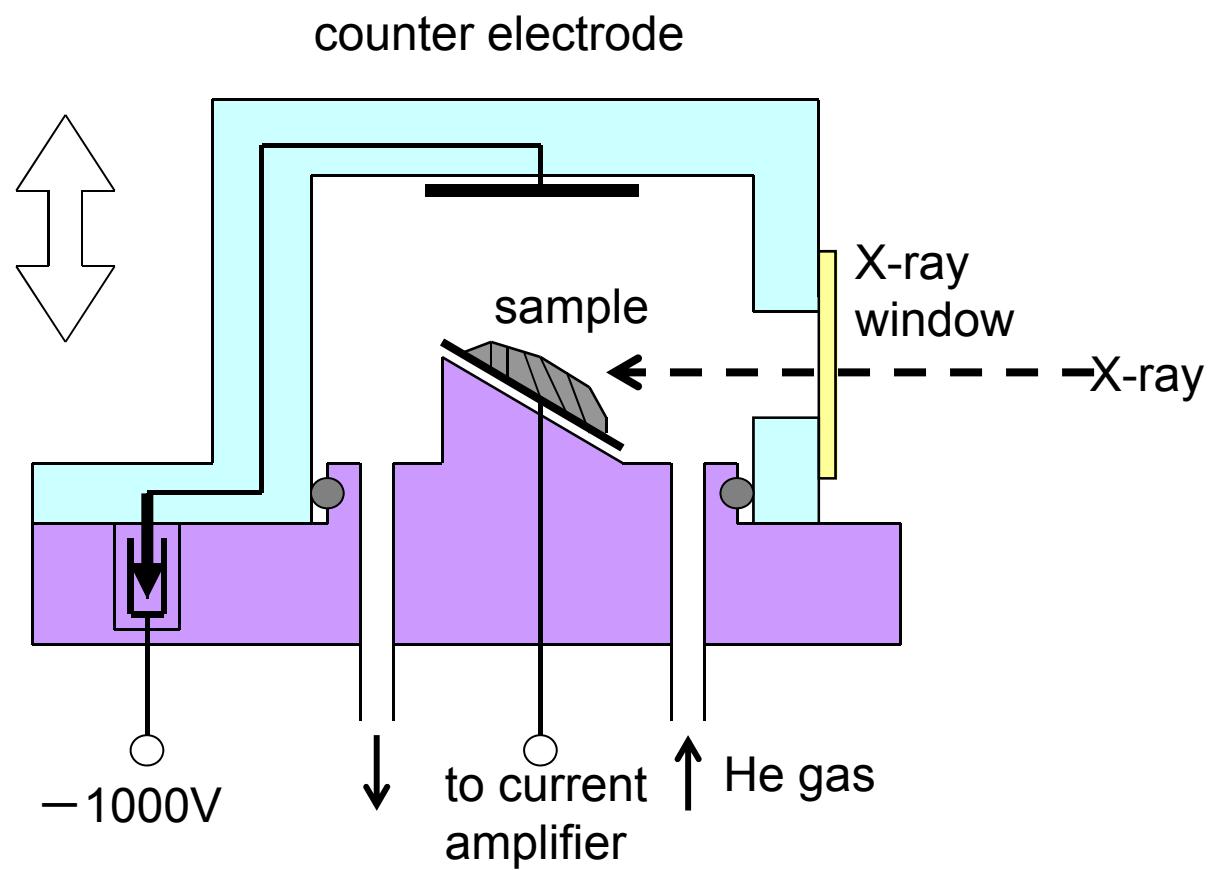 counter electrode
X-ray
window
sample
X-ray
He gas
to current
amplifier
－1000V